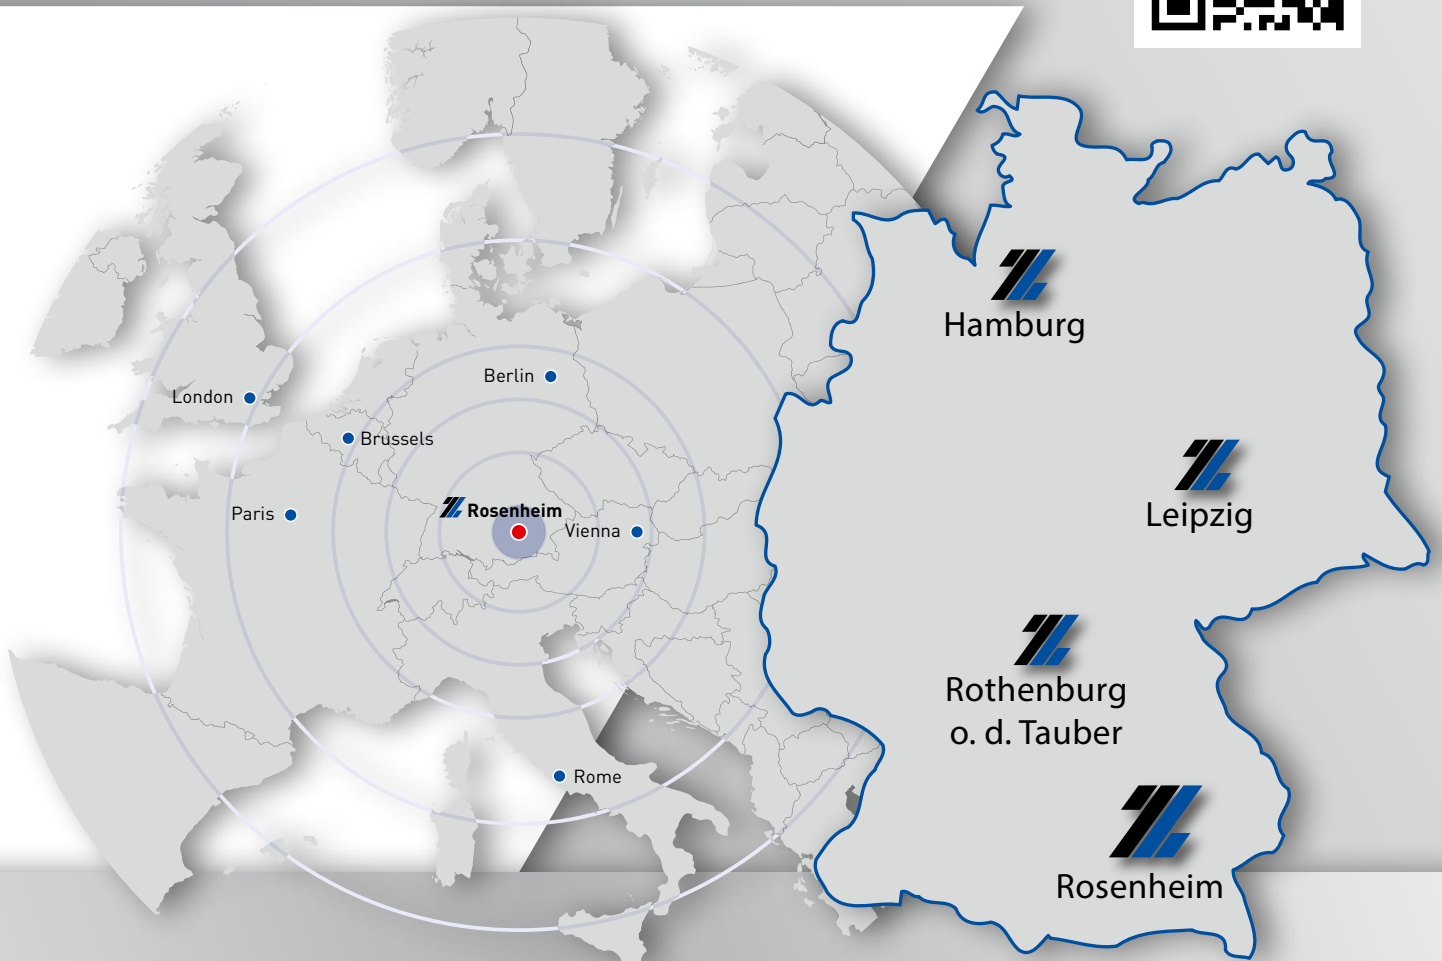 London
Berlin
Brussels
Paris
Rosenheim
Vienna
Rome
Hamburg
Leipzig
Rothenburg
o. d. Tauber
Rosenheim